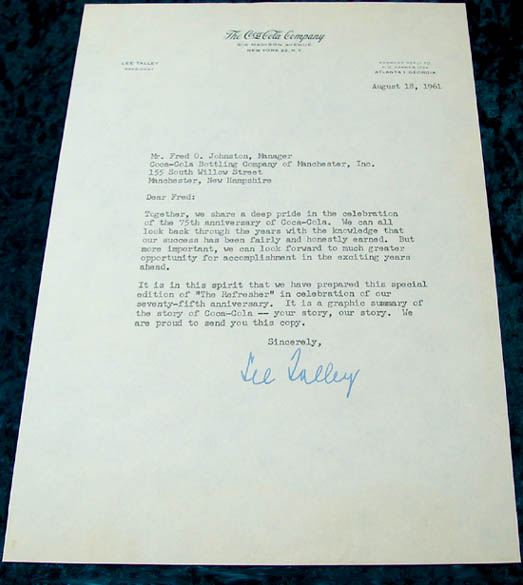 The Coca-Cola Company
515 MADISON AVENUE
NEW YORK 22, N.Y.
LEE TALLEY
PRESIDENT
ADDRESS REPLY TO
P.O. DRAWER 1734
ATLANTA 1, GEORGIA
August 18, 1961
Mr. Fred O. Johnston, Manager
Coca-Cola Bottling Company of Manchester, Inc.
155 South Willow Street
Manchester, New Hampshire
Dear Fred:
Together, we share a deep pride in the celebration
of the 75th anniversary of Coca-Cola. We can all
look back through the years with the knowledge that
our success has been fairly and honestly earned. But
more important, we can look forward to much greater
opportunity for accomplishment in the exciting years
ahead.
It is in this spirit that we have prepared this special
edition of "The Refresher" in celebration of our
seventy-fifth anniversary. It is a graphic summary of
the story of Coca-Cola -- your story, our story. We
are proud to send you this copy.
Sincerely,
Lee Talley